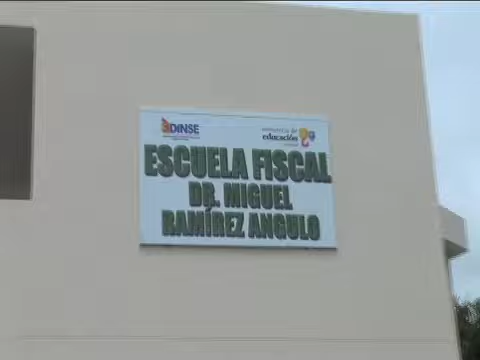 DINSE
educación
ESCUELA FISCAL
DR. MIGUEL
RAMÍREZ ANGULO